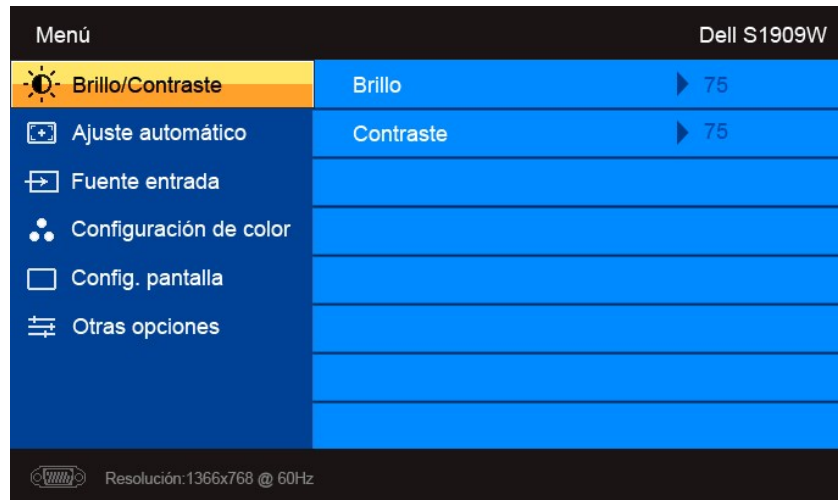 Menú Dell S1909W
Brillo/Contraste Brillo 75
Ajuste automático Contraste 75
Fuente entrada
Configuración de color
Config. pantalla
Otras opciones
Resolución:1366x768 @ 60Hz